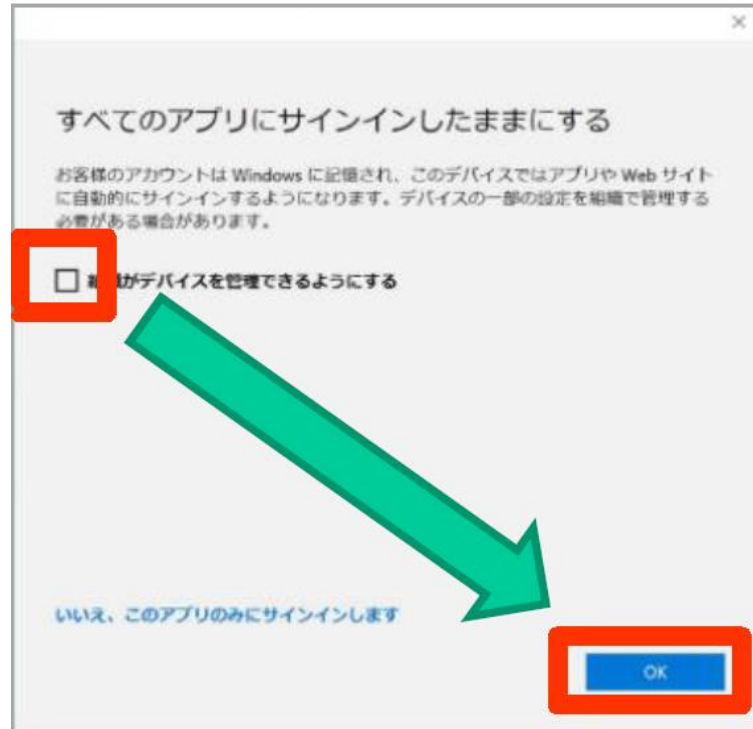 すべてのアプリにサインインしたままにする
お客様のアカウントは Windows に記憶され、このデバイスではアプリや Web サイト
に自動的にサインインするようになります。デバイスの一部の設定を組織で管理する
必要がある場合があります。
組織がデバイスを管理できるようにする
いいえ、このアプリのみにサインインします
OK